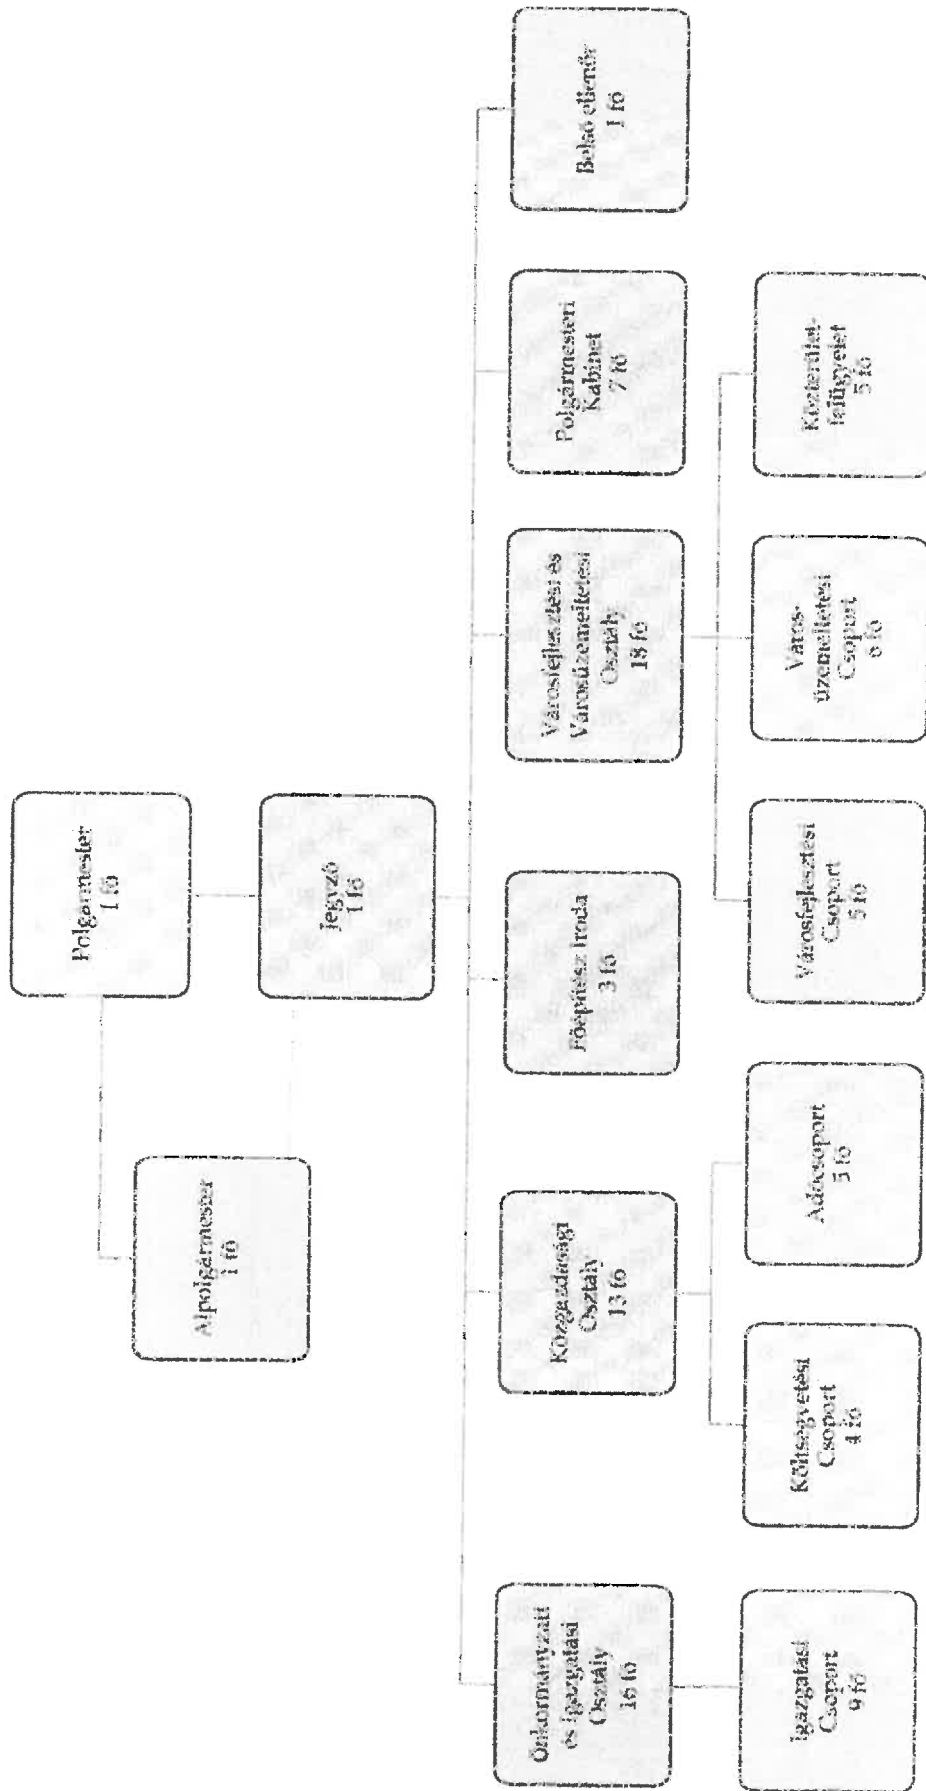 Polgármester
1 fő
Alpolgármester
1 fő
Jegyző
1 fő
Önkormányzati
és Igazgatási
Osztály
16 fő
Közgazdasági
Osztály
13 fő
Főépítész Iroda
3 fő
Városfejlesztési és
Városüzemeltetési
Osztály
18 fő
Polgármesteri
Kabinet
7 fő
Belső ellenőr
1 fő
Igazgatási
Csoport
9 fő
Költségvetési
Csoport
4 fő
Adócsoport
5 fő
Városfejlesztési
Csoport
5 fő
Város-
üzemeltetési
Csoport
6 fő
Közterület-
felügyelet
5 fő